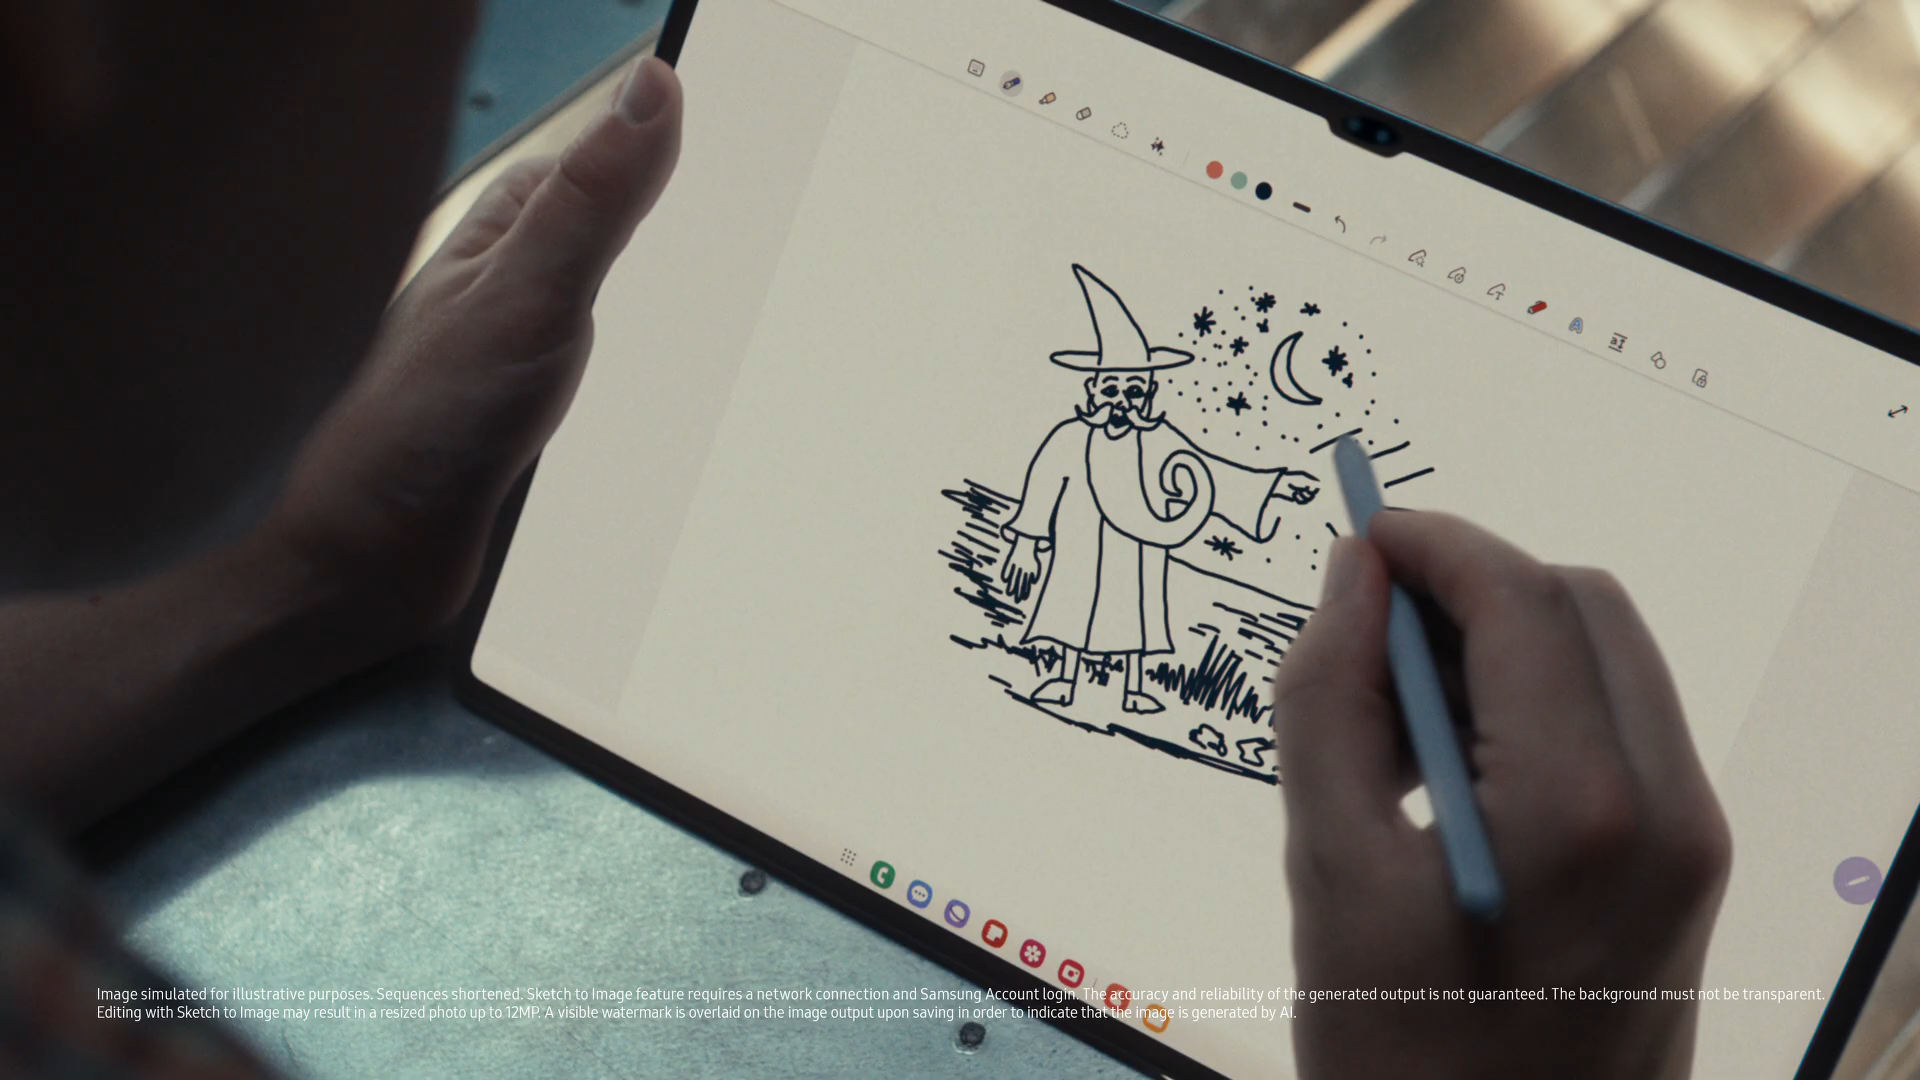 Image simulated for illustrative purposes. Sequences shortened. Sketch to Image feature requires a network connection and Samsung Account login. The accuracy and reliability of the generated output is not guaranteed. The background must not be transparent.
Editing with Sketch to Image may result in a resized photo up to 12MP. A visible watermark is overlaid on the image output upon saving in order to indicate that the image is generated by AI.